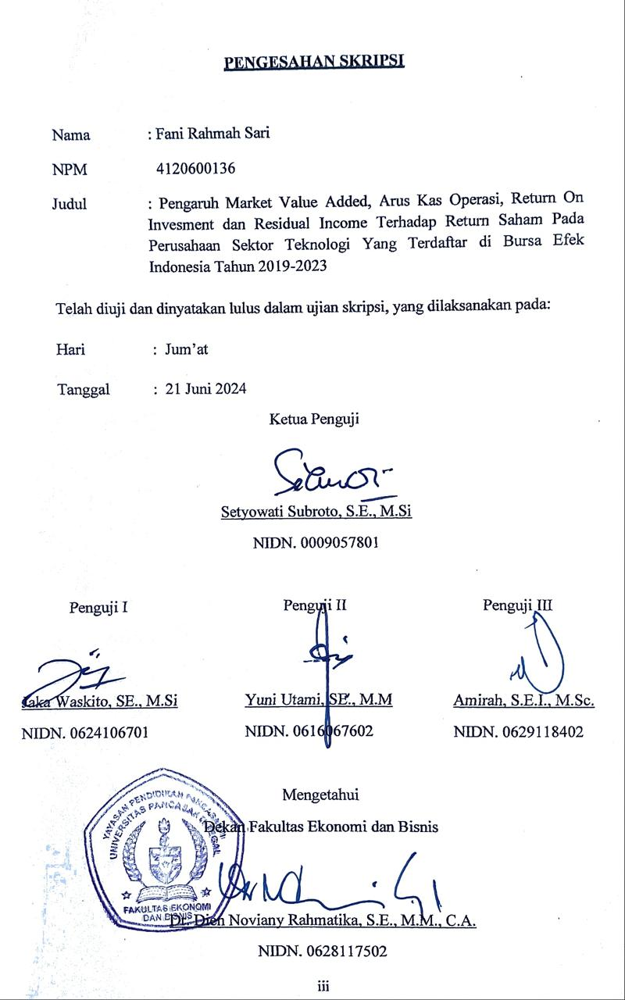 PENGESAHAN SKRIPSI
Nama : Fani Rahmah Sari
NPM 4120600136
Judul : Pengaruh Market Value Added, Arus Kas Operasi, Return On
Invesment dan Residual Income Terhadap Return Saham Pada
Perusahaan Sektor Teknologi Yang Terdaftar di Bursa Efek
Indonesia Tahun 2019-2023
Telah diuji dan dinyatakan lulus dalam ujian skripsi, yang dilaksanakan pada:
Hari : Jum'at
Tanggal : 21 Juni 2024
Ketua Penguji
Setyowati Subroto, S.E., M.Si
NIDN. 0009057801
Penguji I Penguji II Penguji III
Jaka Waskito, SE., M.Si Yuni Utami, SE., M.M Amirah, S.E.I., M.Sc.
NIDN. 0624106701 NIDN. 0616067602 NIDN. 0629118402
Mengetahui
Dekan Fakultas Ekonomi dan Bisnis
YAYASAN PENDIDIKAN PANCASAKTI
UNIVERSITAS PANCASAKTI TEGAL
FAKULTAS EKONOMI
DAN BISNIS
Dr. Dien Noviany Rahmatika, S.E., M.M., C.A.
NIDN. 0628117502
iii